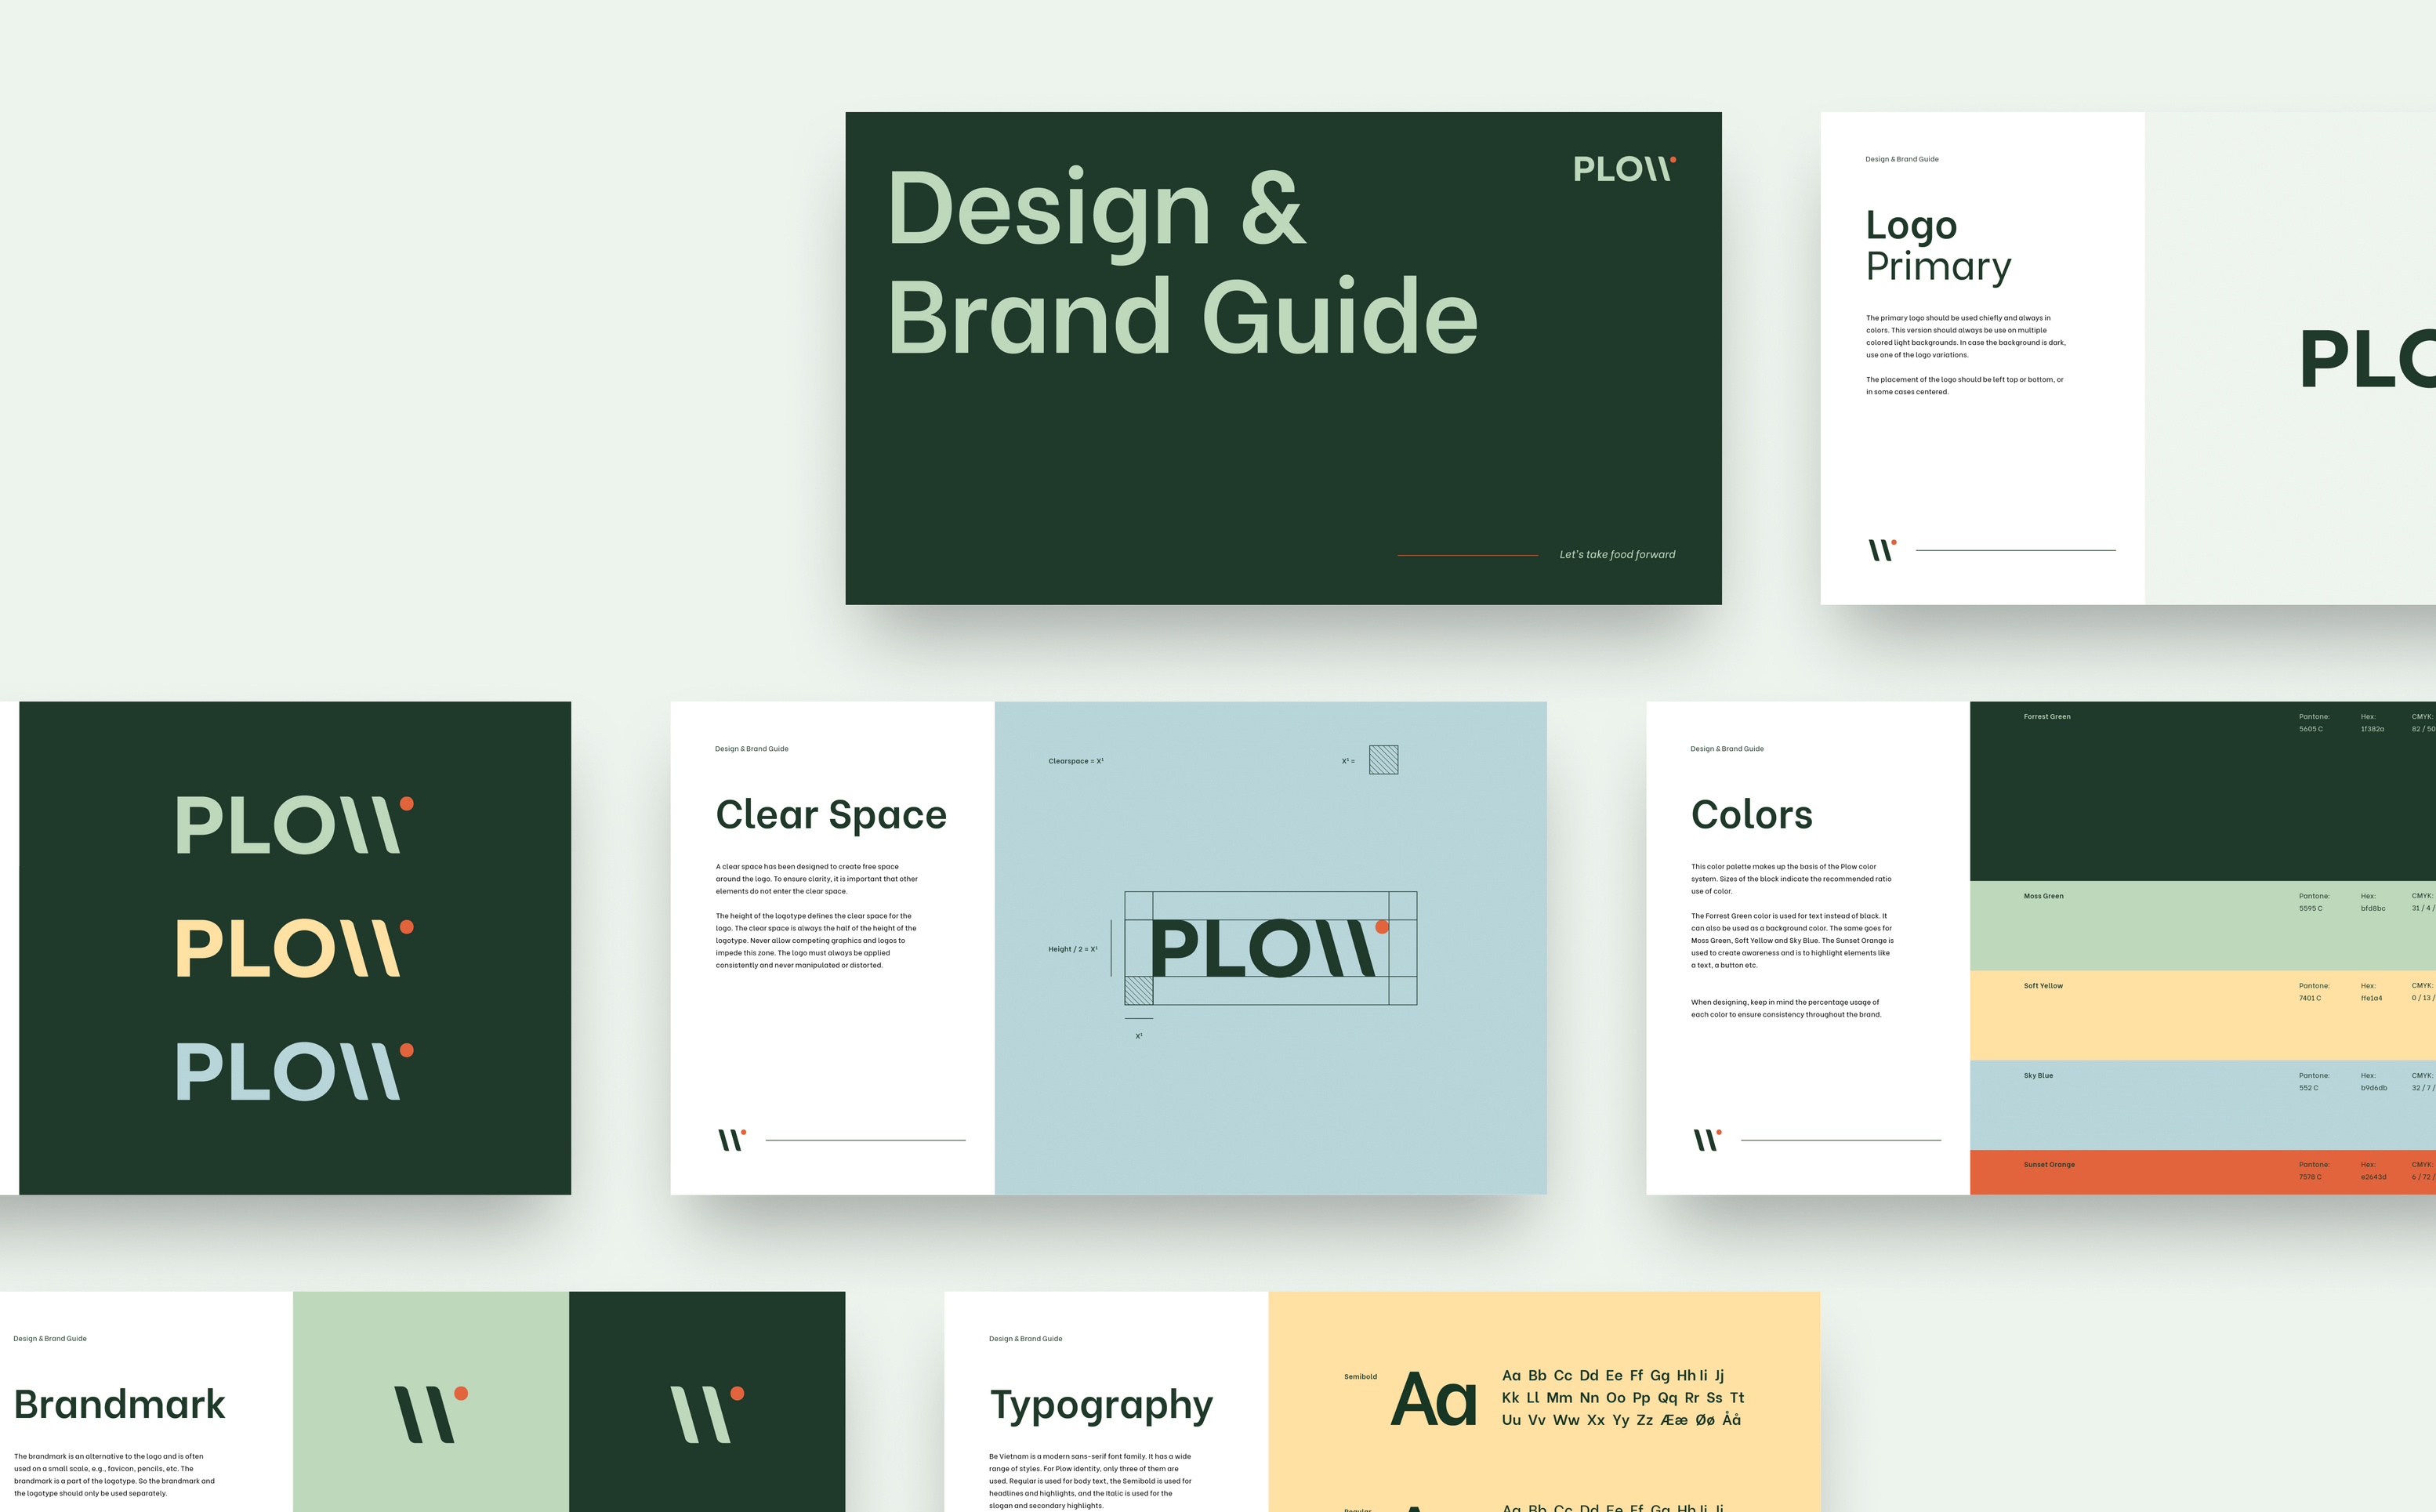 Design &
Brand Guide
PLOW
Let's take food forward
Design & Brand Guide
Logo
Primary
The primary logo should be used chiefly and always in
colors. This version should always be use on multiple
colored light backgrounds. In case the background is dark,
use one of the logo variations.
The placement of the logo should be left top or bottom, or
in some cases centered.
W
PLO
PLOW
PLOW
PLOW
Design & Brand Guide
Clear Space
A clear space has been designed to create free space
around the logo. To ensure clarity, it is important that other
elements do not enter the clear space.
The height of the logotype defines the clear space for the
logo. The clear space is always the half of the height of the
logotype. Never allow competing graphics and logos to
impede this zone. The logo must always be applied
consistently and never manipulated or distorted.
W
Clearspace = X¹
X¹ =
Height / 2 = X¹
PLOW
X¹
Design & Brand Guide
Colors
This color palette makes up the basis of the Plow color
system. Sizes of the block indicate the recommended ratio
use of color.
The Forrest Green color is used for text instead of black. It
can also be used as a background color. The same goes for
Moss Green, Soft Yellow and Sky Blue. The Sunset Orange is
used to create awareness and is to highlight elements like
a text, a button etc.
When designing, keep in mind the percentage usage of
each color to ensure consistency throughout the brand.
W
Forrest Green Pantone: Hex: CMYK:
5605 C 1f382a 82 / 50
Moss Green Pantone: Hex: CMYK:
5595 C bfd8bc 31 / 4 /
Soft Yellow Pantone: Hex: CMYK:
7401 C ffe1a4 0 / 13 /
Sky Blue Pantone: Hex: CMYK:
552 C b9d6db 32 / 7 /
Sunset Orange Pantone: Hex: CMYK:
7578 C e2643d 6 / 72 /
Design & Brand Guide
Brandmark
The brandmark is an alternative to the logo and is often
used on a small scale, e.g., favicon, pencils, etc. The
brandmark is a part of the logotype. So the brandmark and
the logotype should only be used separately.
W
W
Design & Brand Guide
Typography
Be Vietnam is a modern sans-serif font family. It has a wide
range of styles. For Plow identity, only three of them are
used. Regular is used for body text, the Semibold is used for
headlines and highlights, and the Italic is used for the
slogan and secondary highlights.
Semibold
Aa
Aa Bb Cc Dd Ee Ff Gg Hh Ii Jj
Kk Ll Mm Nn Oo Pp Qq Rr Ss Tt
Uu Vv Ww Xx Yy Zz Ææ Øø Åå
Regular
Aa Bb Cc Dd Ee Ff Gg Hh Ii Jj